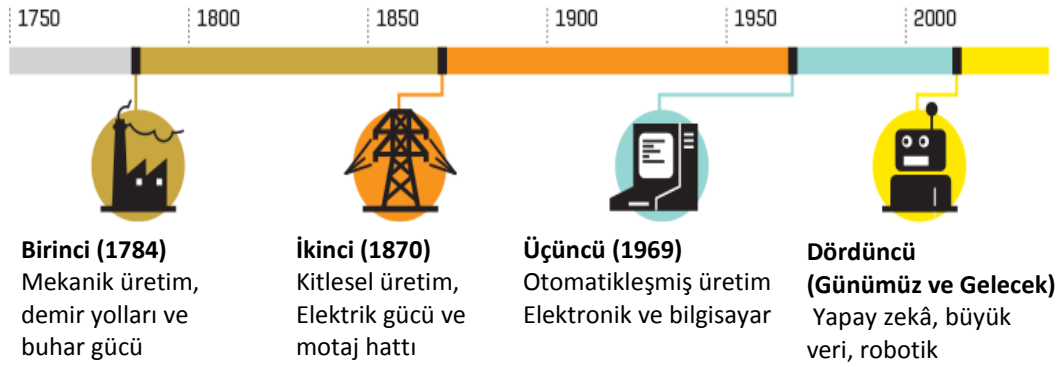 1750
1800
1850
1900
1950
2000
Birinci (1784)
Mekanik üretim,
demir yolları ve
buhar gücü
İkinci (1870)
Kitlesel üretim,
Elektrik gücü ve
motaj hattı
Üçüncü (1969)
Otomatikleşmiş üretim
Elektronik ve bilgisayar
Dördüncü
(Günümüz ve Gelecek)
Yapay zekâ, büyük
veri, robotik